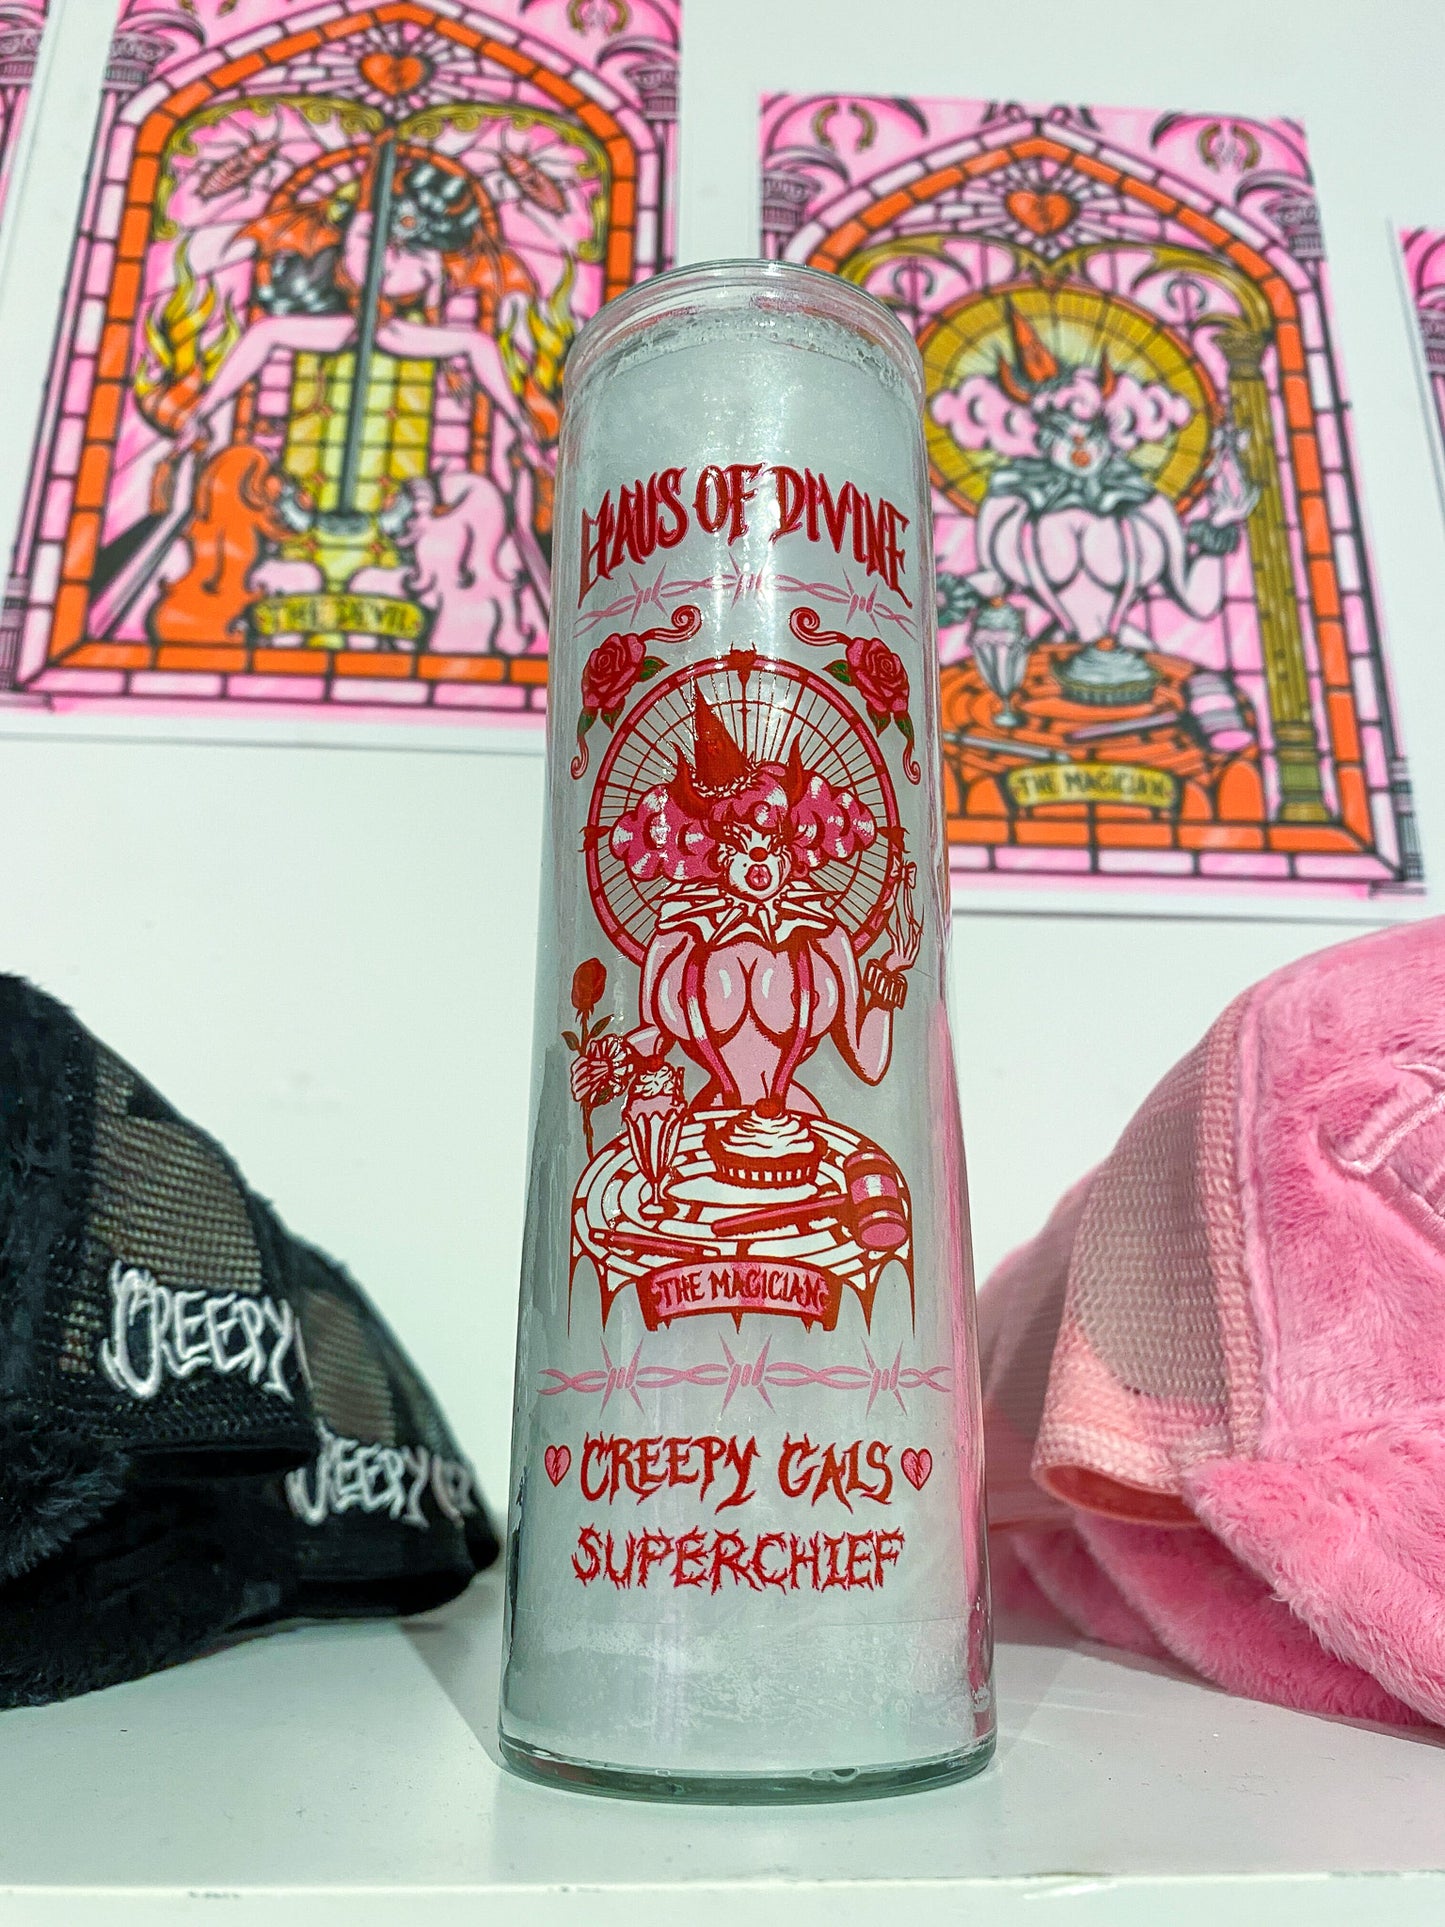 THE DEVIL
THE MAGICIAN
HAUS OF DIVINE
THE MAGICIAN
CREEPY GALS
SUPERCHIEF
CREEPY
CREEPY